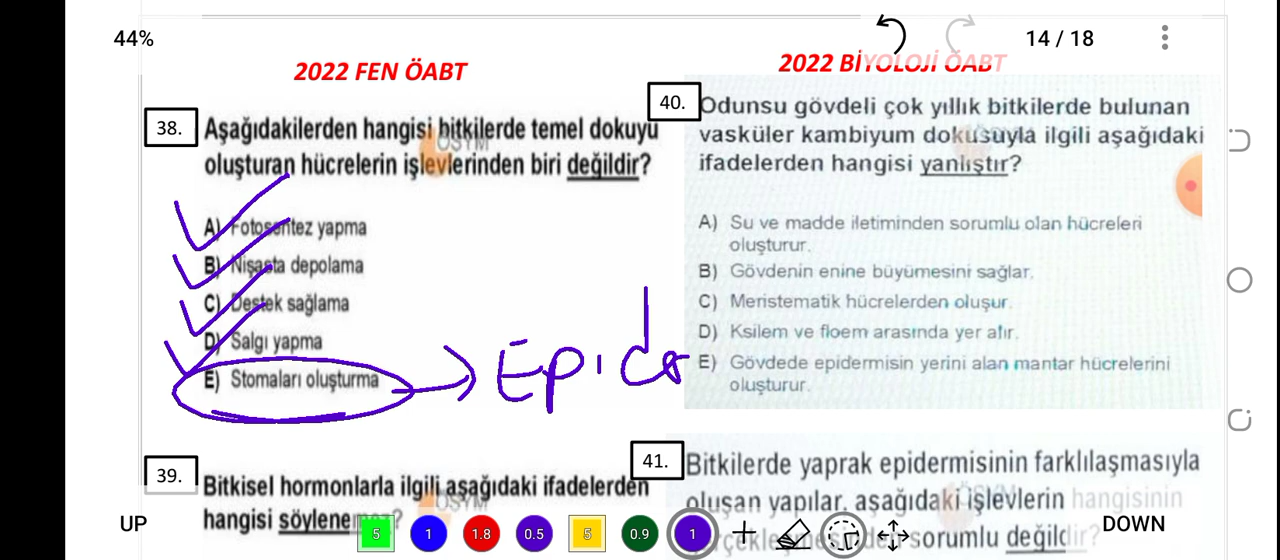 44%
14 / 18
2022 FEN ÖABT
2022 BİYOLOJİ ÖABT
38.
Aşağıdakilerden hangisi bitkilerde temel dokuyu
oluşturan hücrelerin işlevlerinden biri değildir?
ÖSYM
A) Fotosentez yapma
B) Nişasta depolama
C) Destek sağlama
D) Salgı yapma
E) Stomaları oluşturma
Epide
40.
Odunsu gövdeli çok yıllık bitkilerde bulunan
vasküler kambiyum dokusuyla ilgili aşağıdaki
ifadelerden hangisi yanlıştır?
A) Su ve madde iletiminden sorumlu olan hücreleri
oluşturur.
B) Gövdenin enine büyümesini sağlar.
C) Meristematik hücrelerden oluşur.
D) Ksilem ve floem arasında yer alır.
E) Gövdede epidermisin yerini alan mantar hücrelerini
oluşturur.
39.
Bitkisel hormonlarla ilgili aşağıdaki ifadelerden
hangisi
ÖSYM
41.
Bitkilerde yaprak epidermisinin farklılaşmasıyla
oluşan yapılar, aşağıdaki işlevlerin hangisinin
sorumlu değildir?
UP
5
1
1.8
0.5
5
0.9
1
DOWN